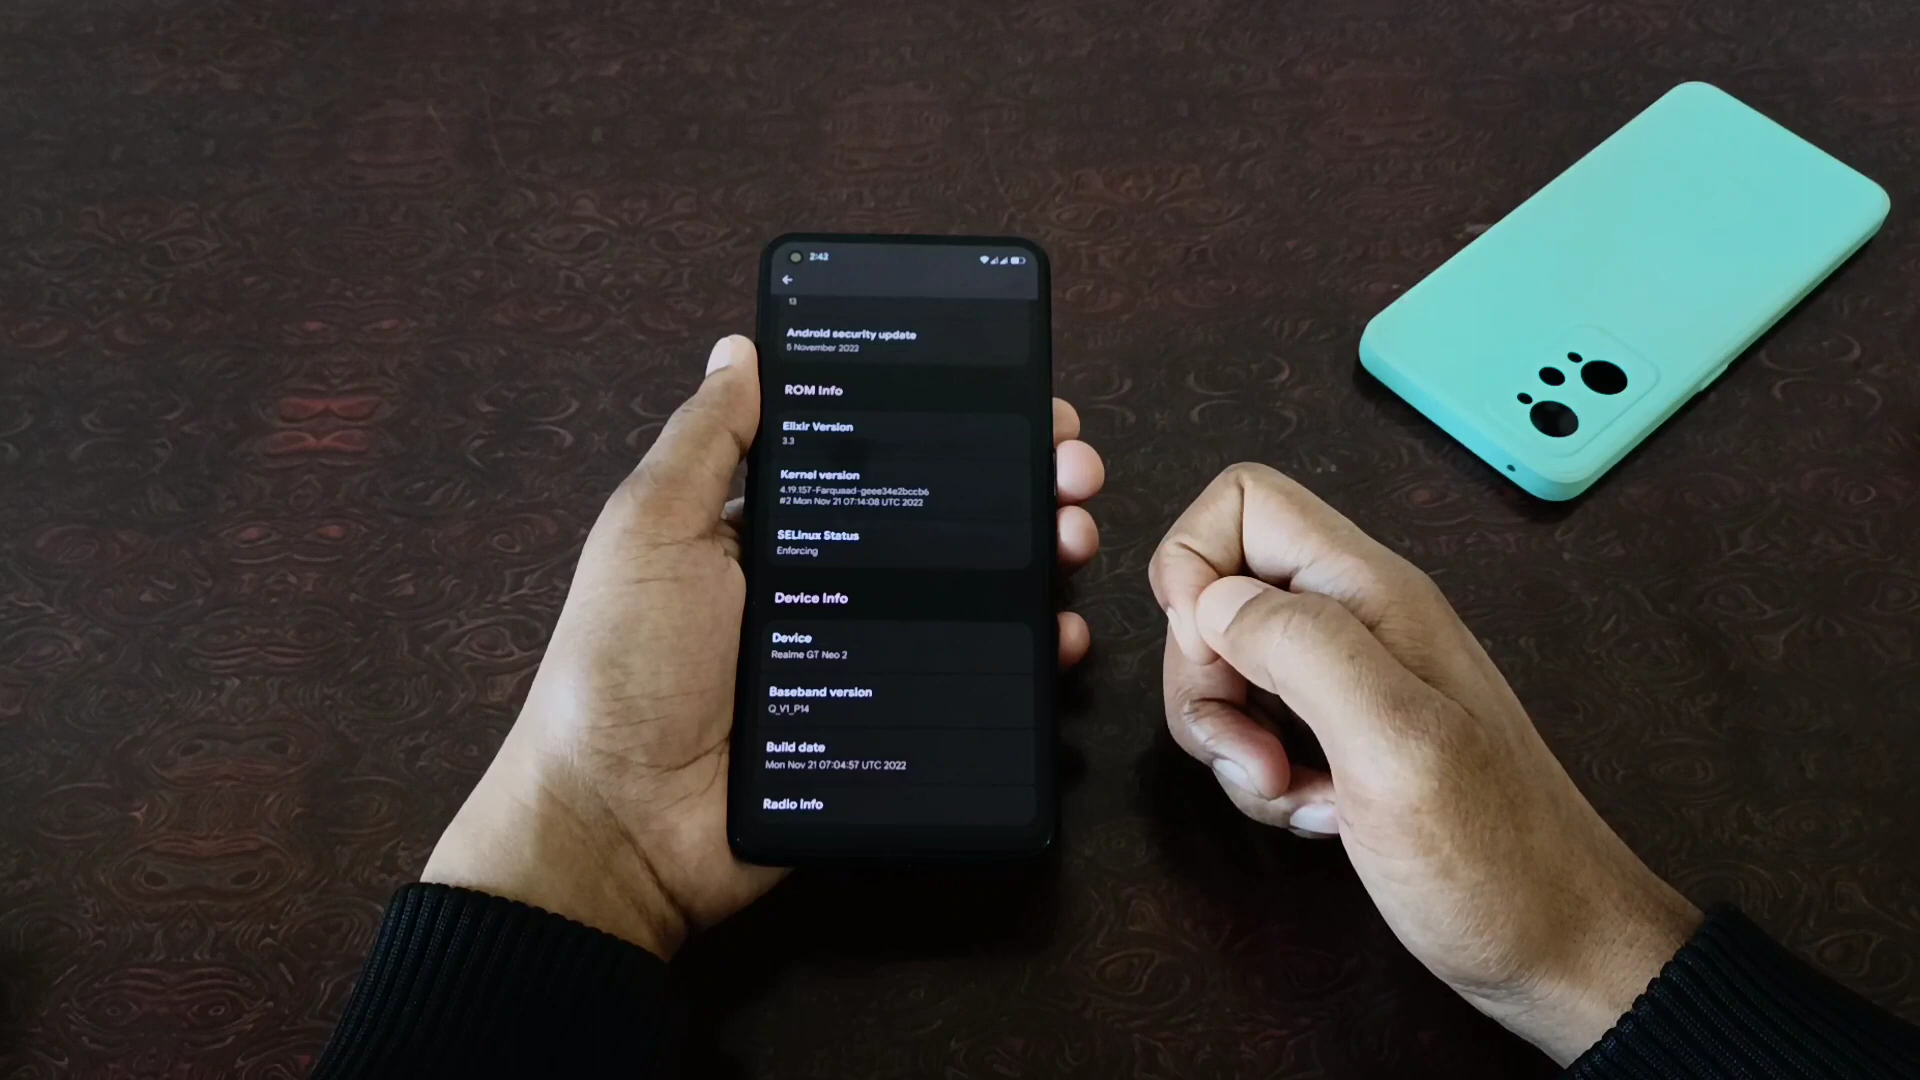 2:42
13
Android security update
5 November 2022
ROM Info
Elixir Version
3.3
Kernel version
4.19.157-Farquaad-geee34e2bccb6
#2 Mon Nov 21 07:14:08 UTC 2022
SELinux Status
Enforcing
Device Info
Device
Realme GT Neo 2
Baseband version
Q_V1_P14
Build date
Mon Nov 21 07:04:57 UTC 2022
Radio info